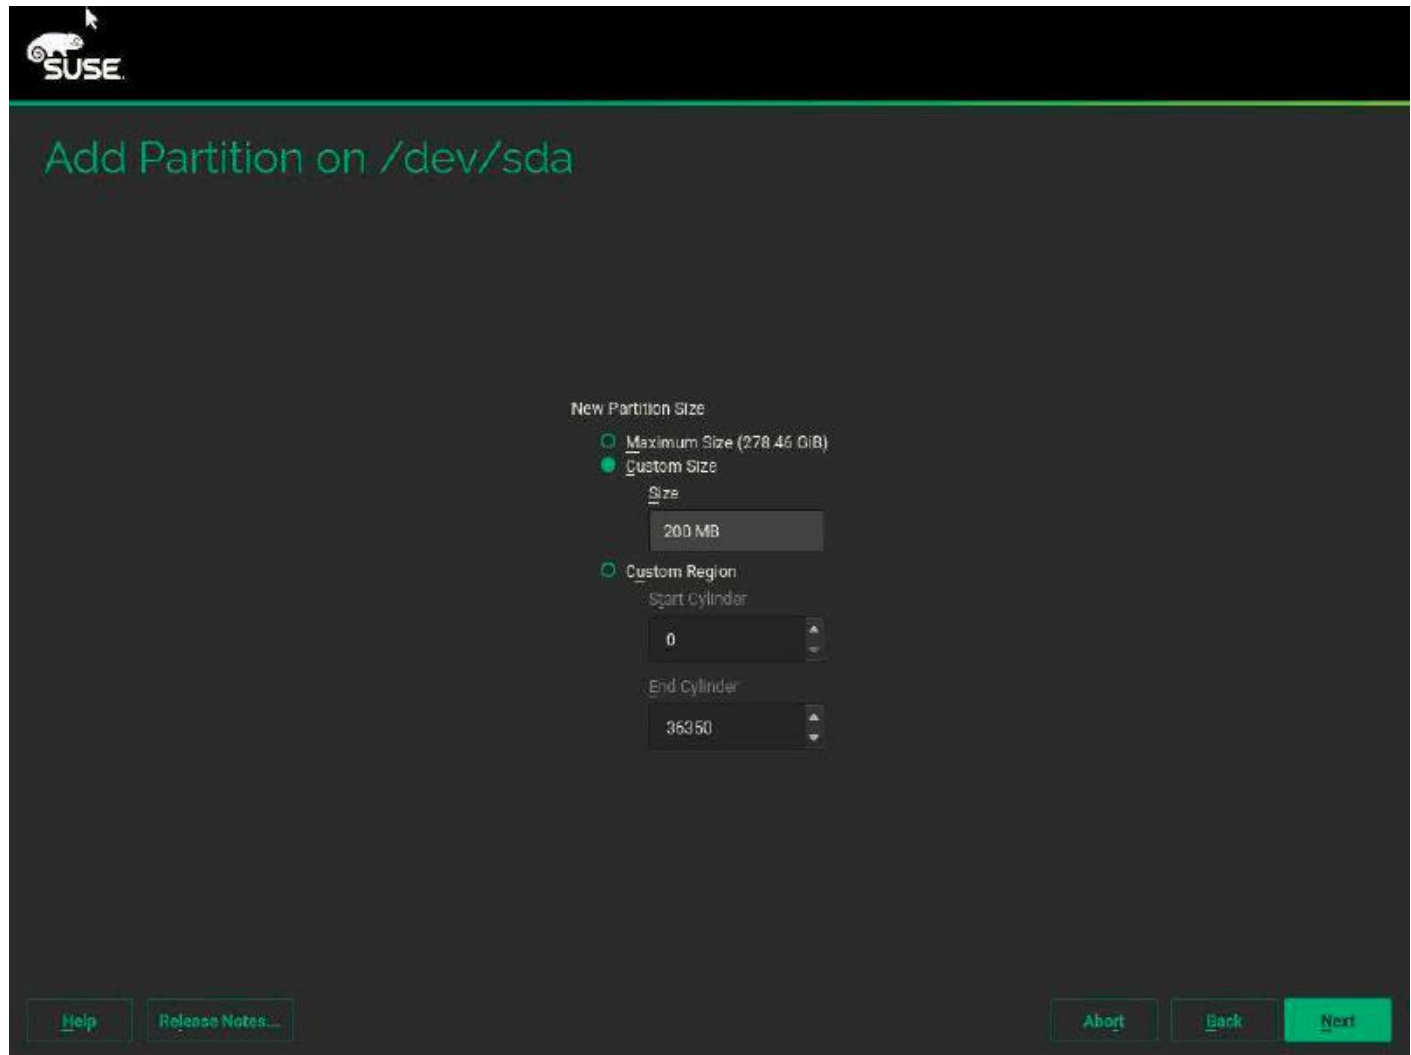 SUSE.
Add Partition on /dev/sda
New Partition Size
Maximum Size (278.46 GiB)
Custom Size
Size
200 MB
Custom Region
Start Cylinder
0
End Cylinder
36350
Help
Release Notes...
Abort
Back
Next